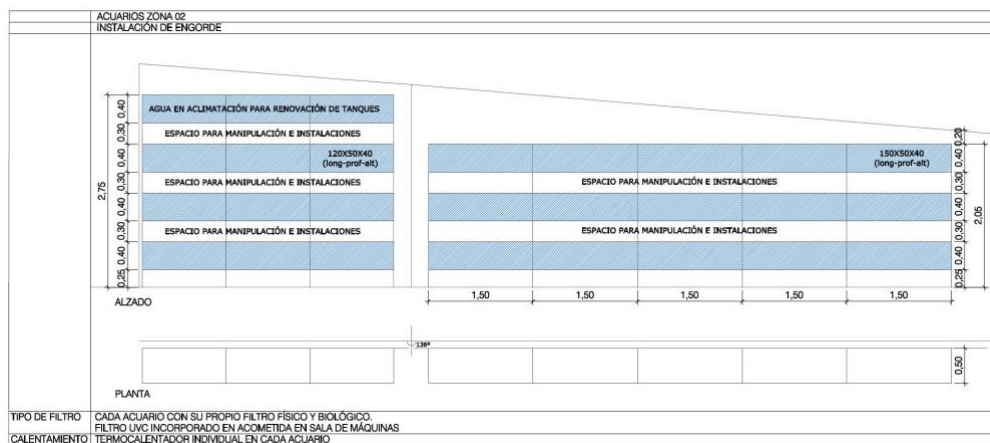 ACUARIOS ZONA 02
INSTALACIÓN DE ENGORDE
AGUA EN ACLIMATACIÓN PARA RENOVACIÓN DE TANQUES
ESPACIO PARA MANIPULACIÓN E INSTALACIONES
120X50X40
(long-prof-alt)
ESPACIO PARA MANIPULACIÓN E INSTALACIONES
ESPACIO PARA MANIPULACIÓN E INSTALACIONES
2,75
0,40
0,30
0,40
0,30
0,40
0,30
0,40
0,25
150X50X40
(long-prof-alt)
ESPACIO PARA MANIPULACIÓN E INSTALACIONES
ESPACIO PARA MANIPULACIÓN E INSTALACIONES
0,20
0,40
0,30
0,40
0,30
0,40
0,25
2,05
ALZADO
1,50
1,50
1,50
1,50
1,50
136º
0,50
PLANTA
TIPO DE FILTRO
CADA ACUARIO CON SU PROPIO FILTRO FÍSICO Y BIOLÓGICO.
FILTRO UVC INCORPORADO EN ACOMETIDA EN SALA DE MÁQUINAS
CALENTAMIENTO
TERMOCALENTADOR INDIVIDUAL EN CADA ACUARIO